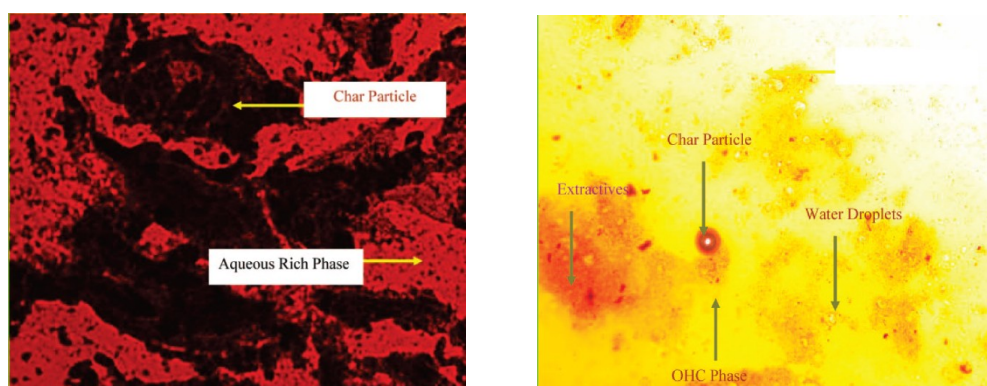 Char Particle
Aqueous Rich Phase
Char Particle
Extractives
Water Droplets
OHC Phase